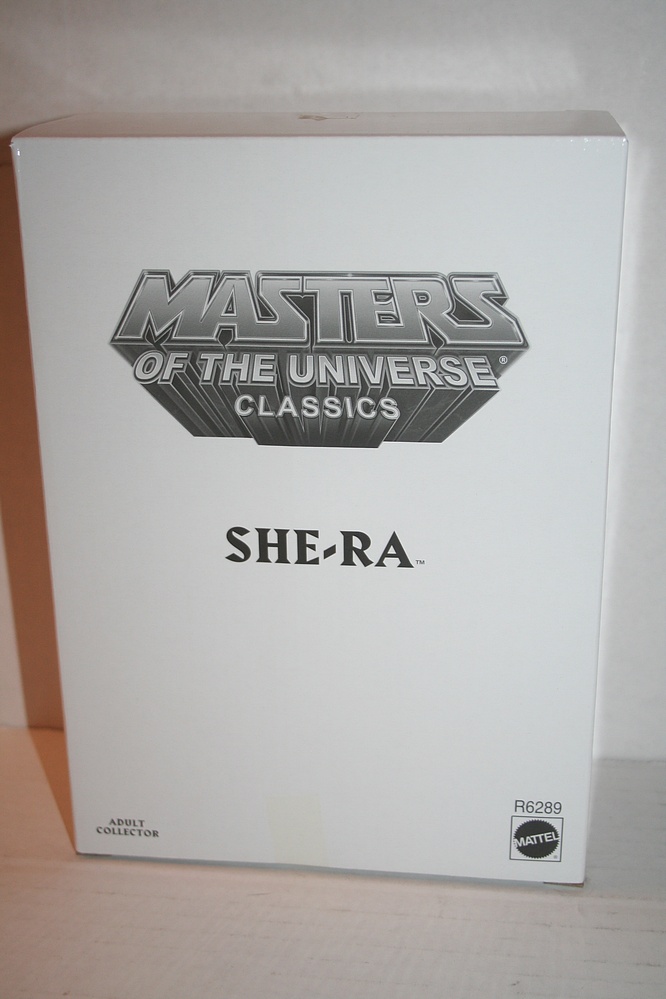 MASTERS
OF THE UNIVERSE®
CLASSICS
SHE-RA™
ADULT
COLLECTOR
R6289
MATTEL
®